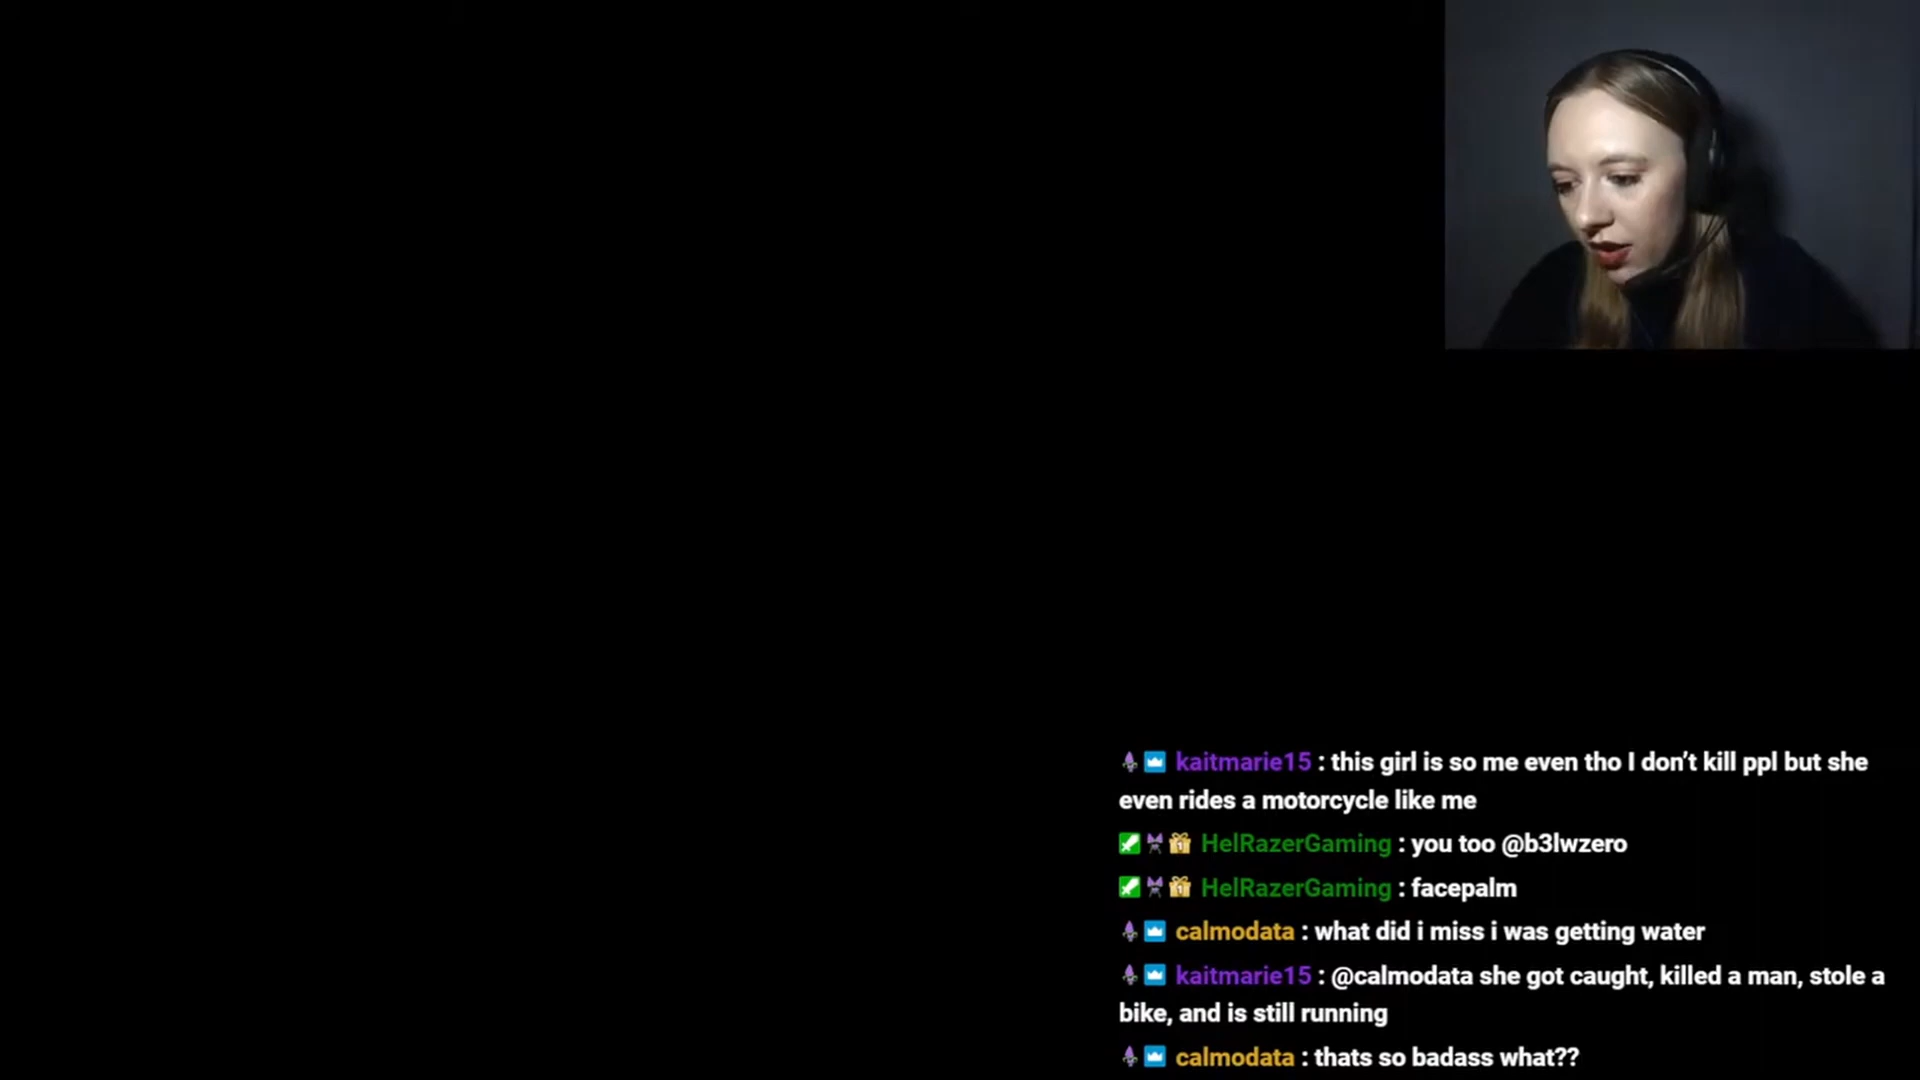 kaitmarie15 : this girl is so me even tho I don’t kill ppl but she
even rides a motorcycle like me
HelRazerGaming : you too @b3lwzero
HelRazerGaming : facepalm
calmodata : what did i miss i was getting water
kaitmarie15 : @calmodata she got caught, killed a man, stole a
bike, and is still running
calmodata : thats so badass what??